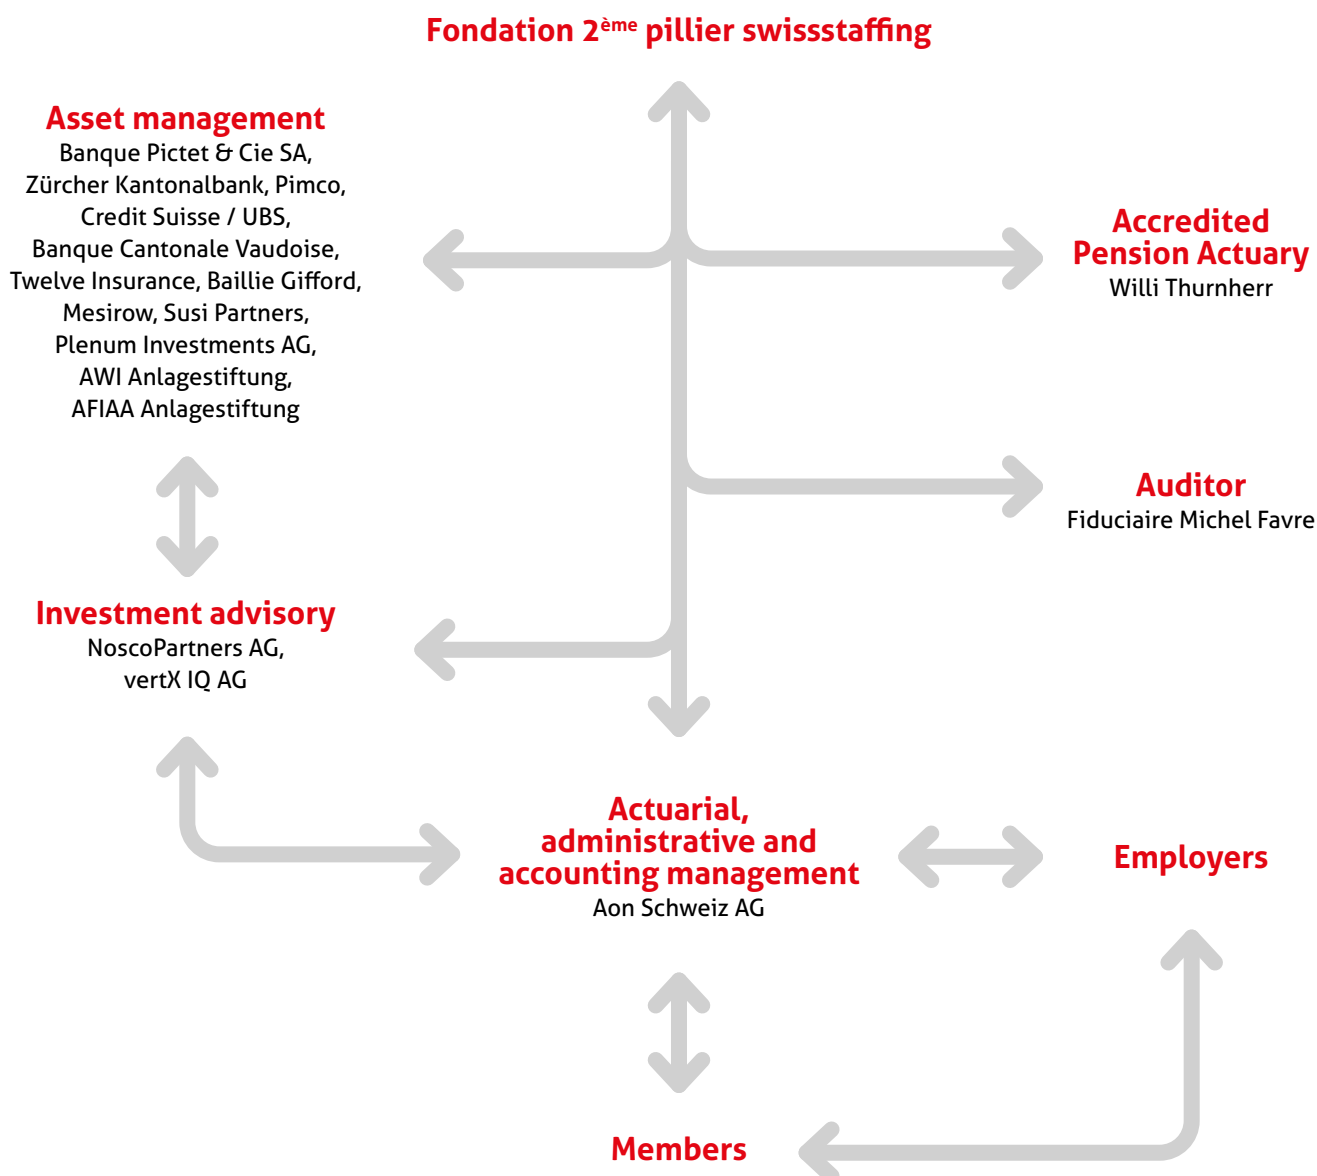 Fondation 2ème pillier swissstaffing
Asset management
Banque Pictet & Cie SA,
Zürcher Kantonalbank, Pimco,
Credit Suisse / UBS,
Banque Cantonale Vaudoise,
Twelve Insurance, Baillie Gifford,
Mesirow, Susi Partners,
Plenum Investments AG,
AWI Anlagestiftung,
AFIAA Anlagestiftung
Accredited
Pension Actuary
Willi Thurnherr
Auditor
Fiduciaire Michel Favre
Investment advisory
NoscoPartners AG,
vertX IQ AG
Actuarial,
administrative and
accounting management
Aon Schweiz AG
Employers
Members